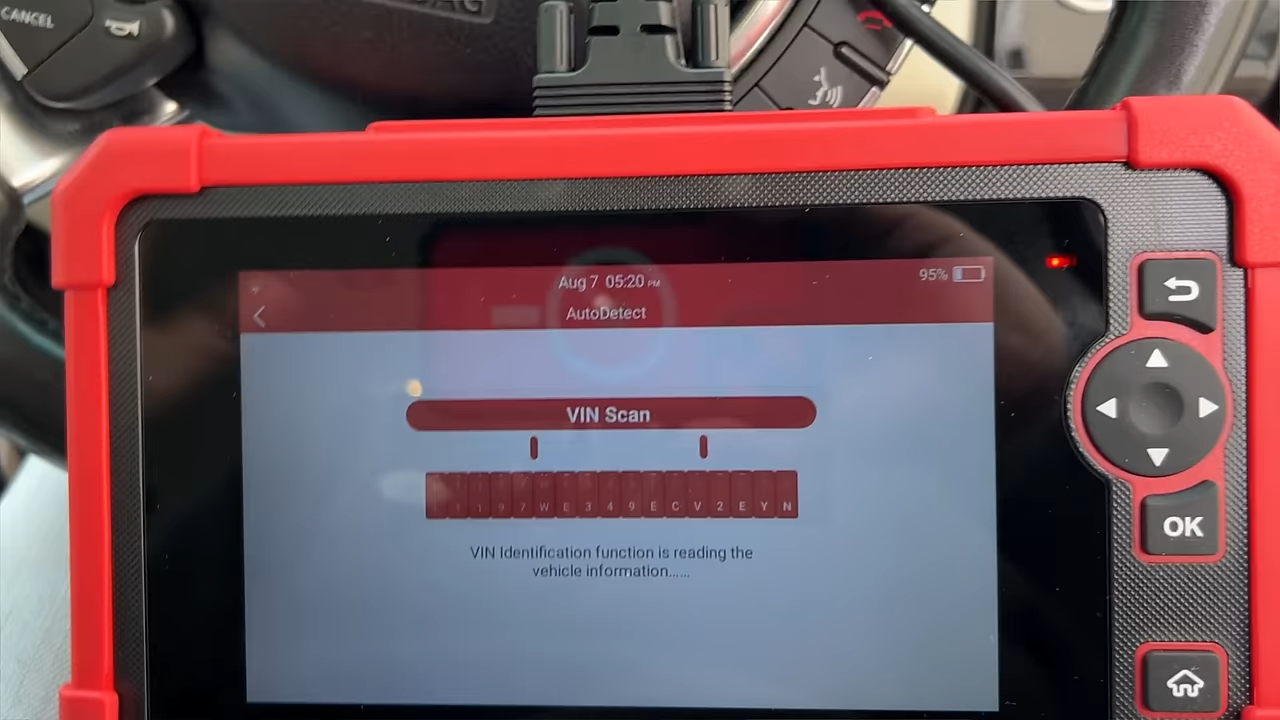 CANCEL
Aug 7 05:20 PM
95%
AutoDetect
VIN Scan
1 1 9 7 W E 3 4 9 E C V 2 E Y N
VIN Identification function is reading the
vehicle information......
OK